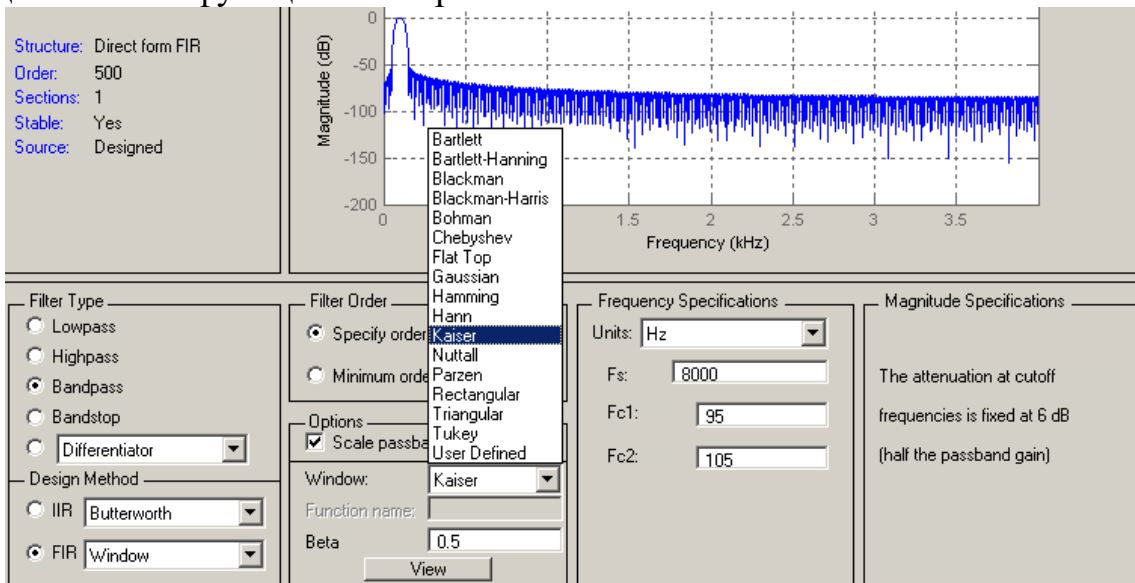 Structure: Direct form FIR
Order: 500
Sections: 1
Stable: Yes
Source: Designed
Magnitude (dB)
0
-50
-100
-150
-200
0 1.5 2 2.5 3 3.5
Frequency (kHz)
Bartlett
Bartlett-Hanning
Blackman
Blackman-Harris
Bohman
Chebyshev
Flat Top
Gaussian
Hamming
Hann
Kaiser
Nuttall
Parzen
Rectangular
Triangular
Tukey
User Defined
Filter Type
Lowpass
Highpass
Bandpass
Bandstop
Differentiator
Design Method
IIR Butterworth
FIR Window
Filter Order
Specify order
Minimum orde
Options
Scale passba
Window: Kaiser
Function name:
Beta 0.5
View
Frequency Specifications
Units: Hz
Fs: 8000
Fc1: 95
Fc2: 105
Magnitude Specifications
The attenuation at cutoff
frequencies is fixed at 6 dB
(half the passband gain)